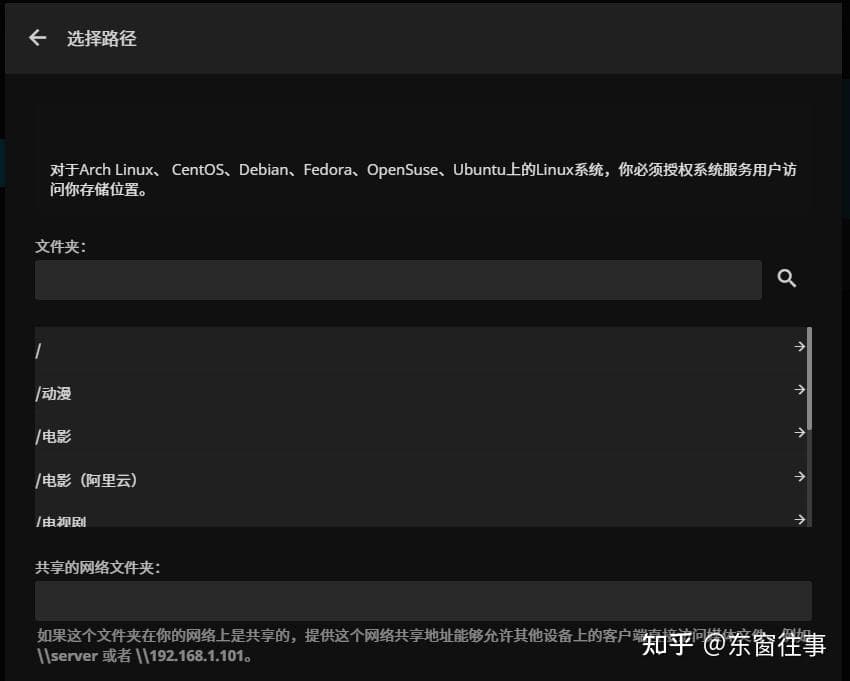 选择路径
对于Arch Linux、 CentOS、Debian、Fedora、OpenSuse、Ubuntu上的Linux系统，你必须授权系统服务用户访
问你存储位置。
文件夹：
/
/动漫
/电影
/电影（阿里云）
/电视剧
共享的网络文件夹：
如果这个文件夹在你的网络上是共享的，提供这个网络共享地址能够允许其他设备上的客户端直接访问媒体文件。例如
\\server 或者 \\192.168.1.101。
知乎 @东窗往事